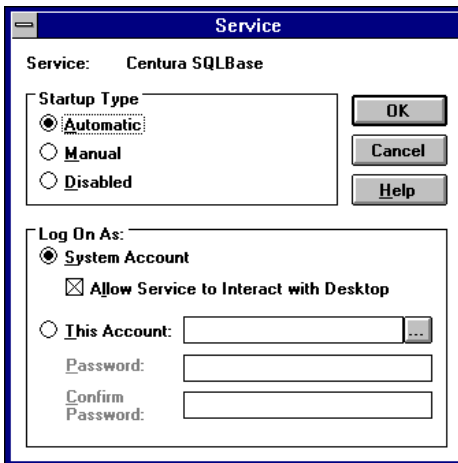 Service
Service: Centura SQLBase
Startup Type
Automatic
Manual
Disabled
OK
Cancel
Help
Log On As:
System Account
Allow Service to Interact with Desktop
This Account:
...
Password:
Confirm
Password: